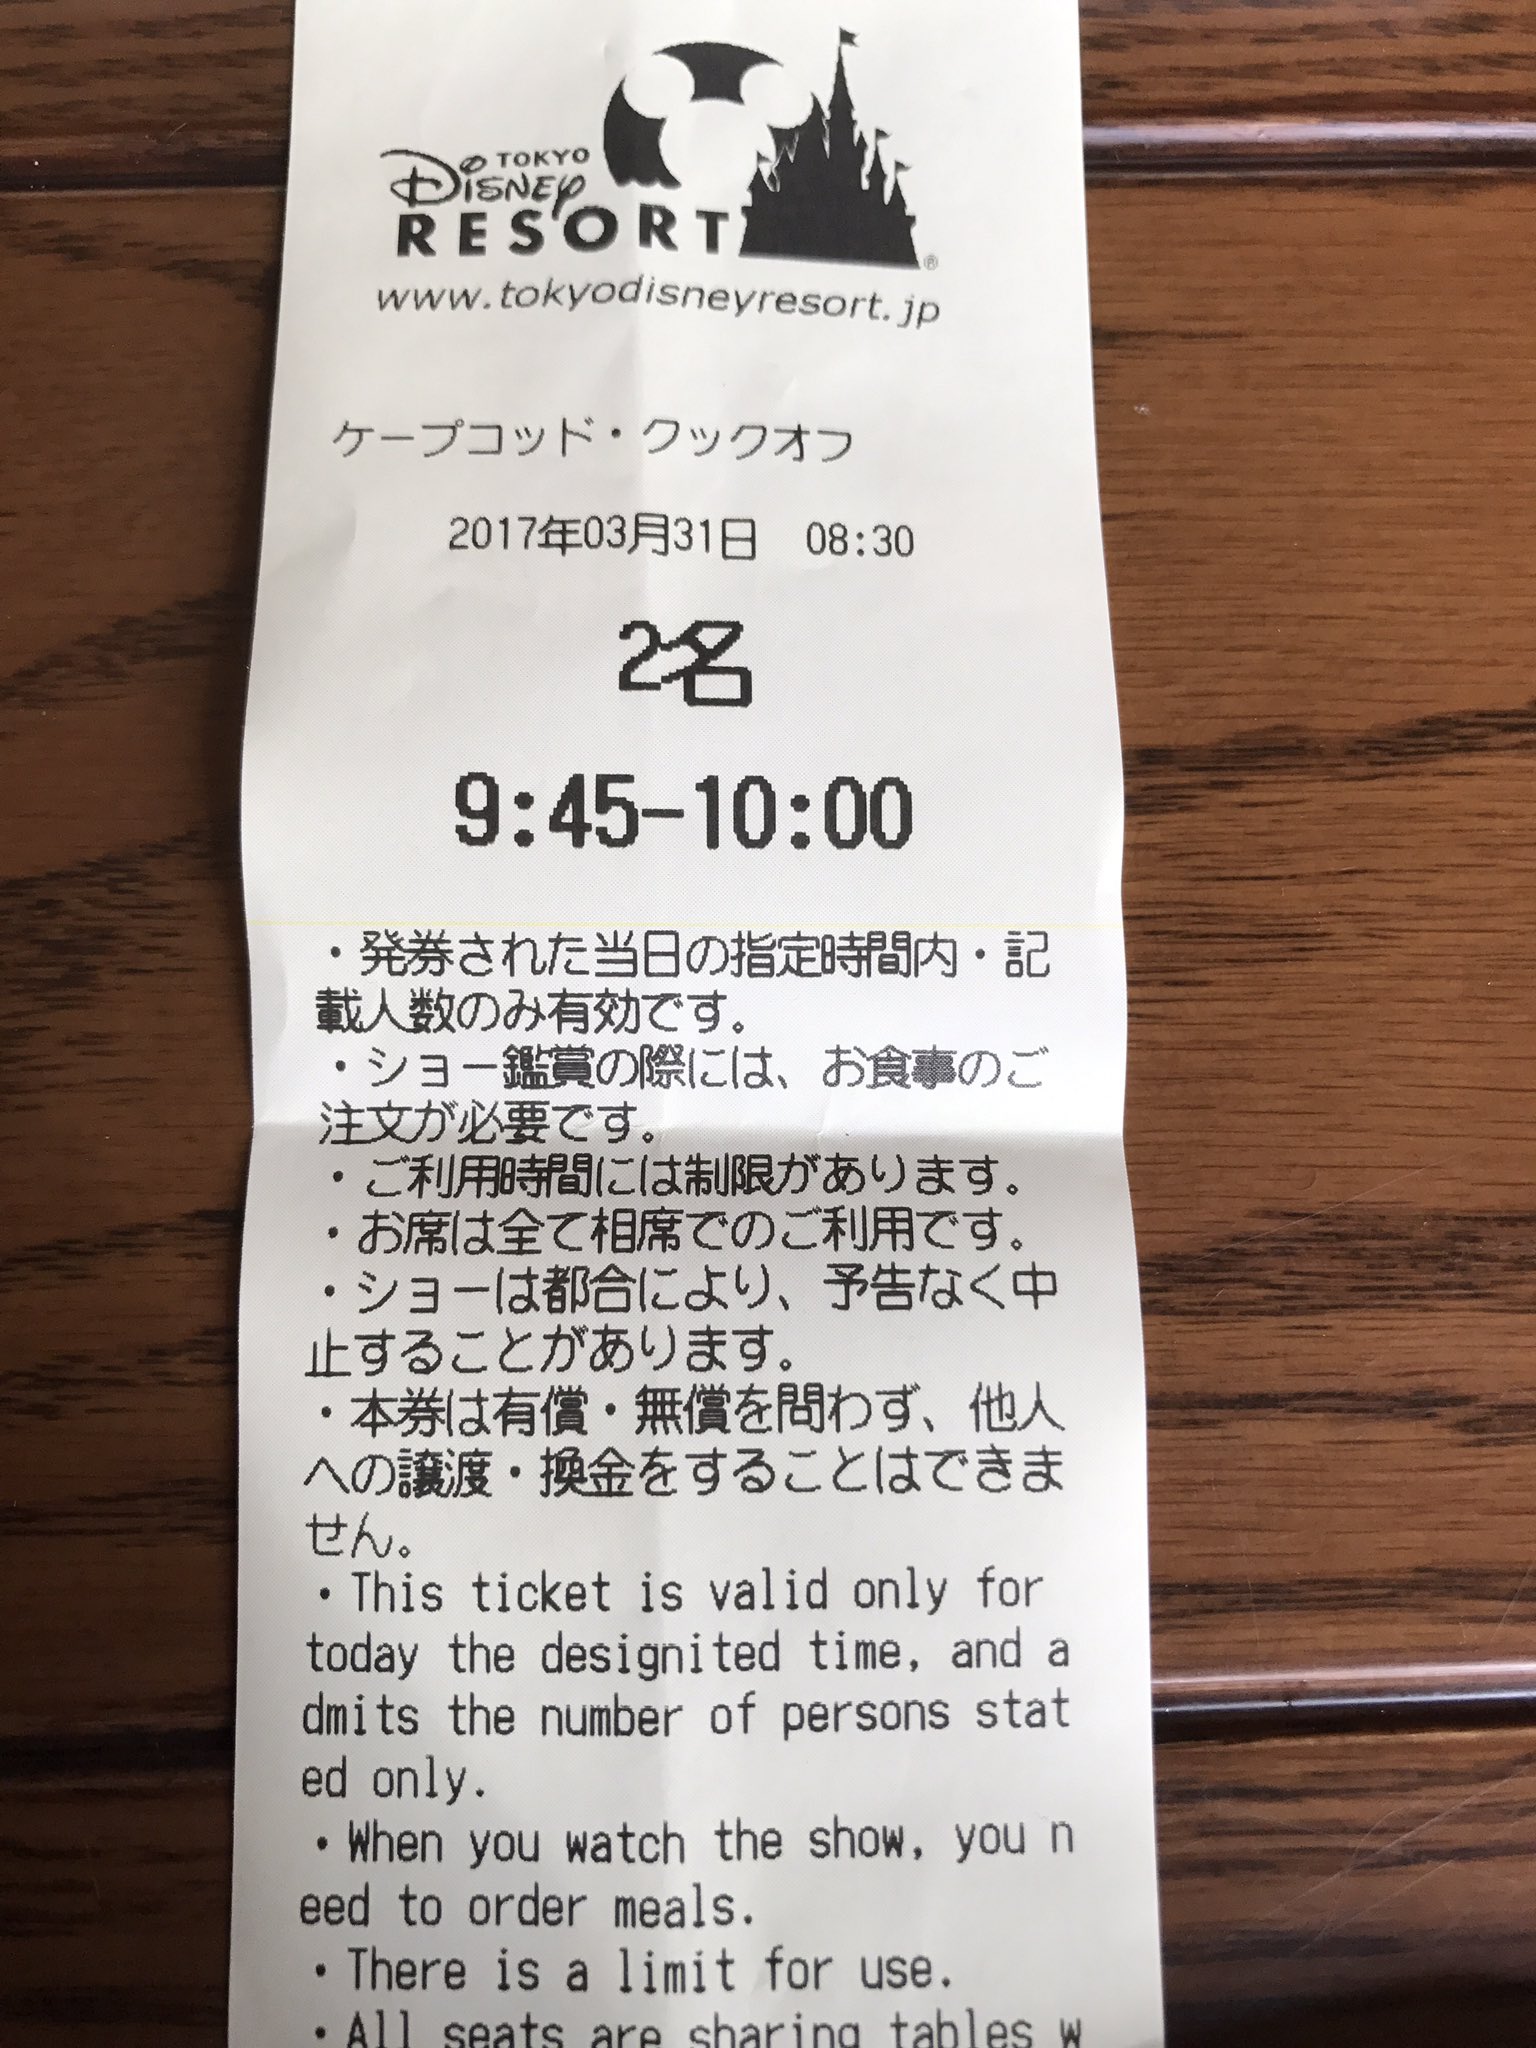 TOKYO
Disney
RESORT®
www.tokyodisneyresort.jp
ケープコッド・クックオフ
2017年03月31日 08:30
2名
9:45-10:00
・発券された当日の指定時間内・記
載人数のみ有効です。
・ショー鑑賞の際には、お食事のご
注文が必要です。
・ご利用時間には制限があります。
・お席は全て相席でのご利用です。
・ショーは都合により、予告なく中
止することがあります。
・本券は有償・無償を問わず、他人
への譲渡・換金をすることはできま
せん。
・This ticket is valid only for
today the designited time, and a
dmits the number of persons stat
ed only.
・When you watch the show, you n
eed to order meals.
・There is a limit for use.
・All seats are sharing tables w